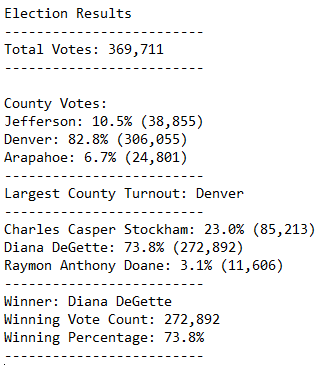 Election Results
-------------------------
Total Votes: 369,711
-------------------------

County Votes:
Jefferson: 10.5% (38,855)
Denver: 82.8% (306,055)
Arapahoe: 6.7% (24,801)
-------------------------
Largest County Turnout: Denver
-------------------------
Charles Casper Stockham: 23.0% (85,213)
Diana DeGette: 73.8% (272,892)
Raymon Anthony Doane: 3.1% (11,606)
-------------------------
Winner: Diana DeGette
Winning Vote Count: 272,892
Winning Percentage: 73.8%
-------------------------